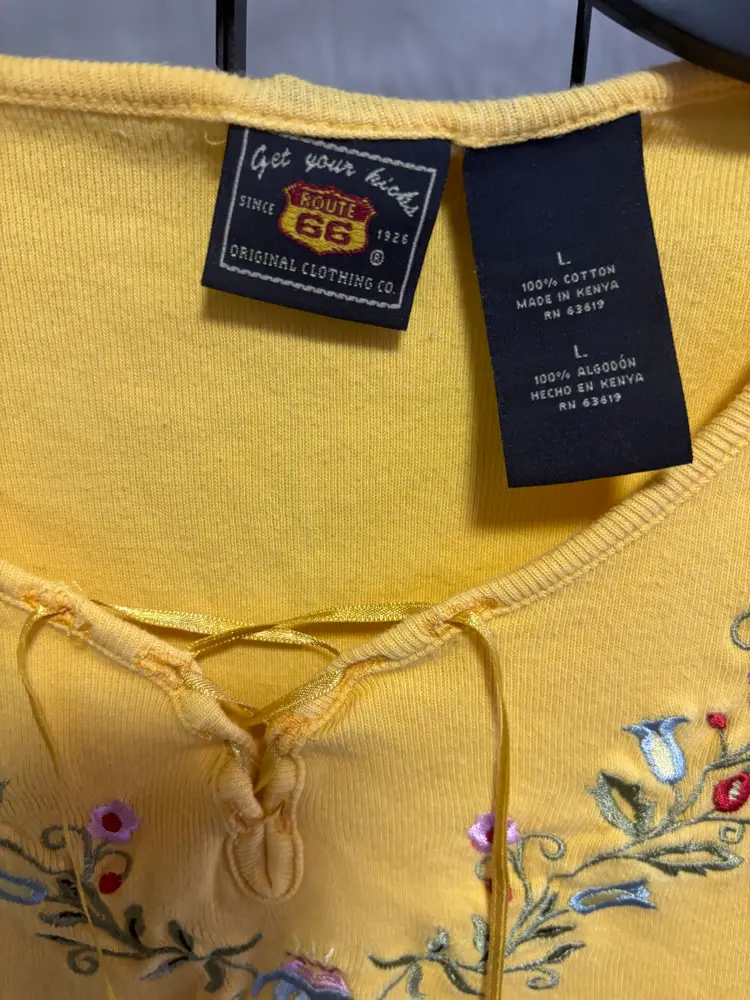 Get your kicks
SINCE
ROUTE
66
1926
®
ORIGINAL CLOTHING CO.
L
100% COTTON
MADE IN KENYA
RN 63619
L
100% ALGODÓN
HECHO EN KENYA
RN 63619